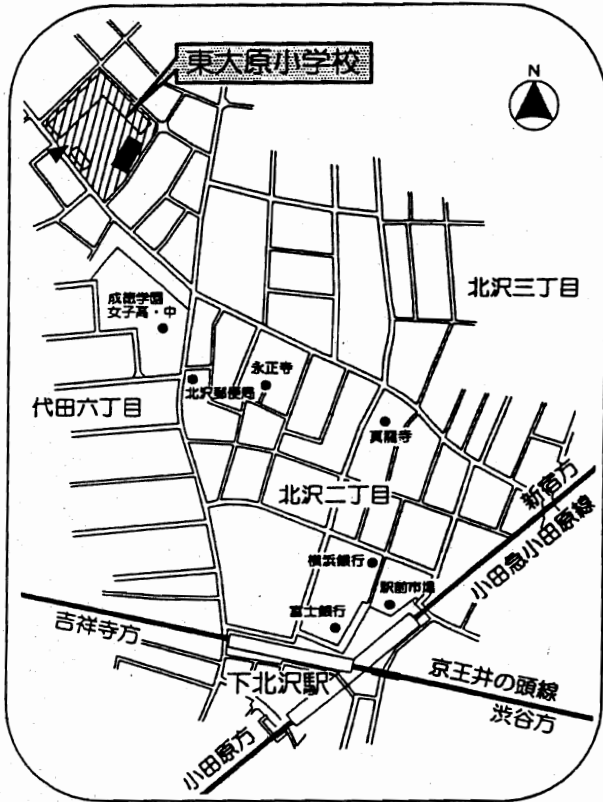 東大原小学校
N
北沢三丁目
成徳学園
女子高・中
永正寺
北沢郵便局
代田六丁目
真龍寺
北沢二丁目
新宿方
小田急小田原線
横浜銀行
駅前市場
富士銀行
吉祥寺方
下北沢駅
京王井の頭線
渋谷方
小田原方